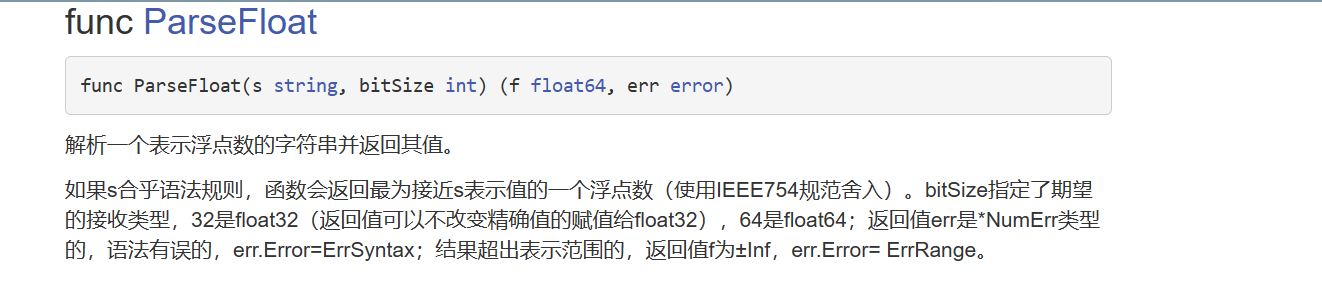 func ParseFloat
func ParseFloat(s string, bitSize int) (f float64, err error)
解析一个表示浮点数的字符串并返回其值。
如果s合乎语法规则，函数会返回最为接近s表示值的一个浮点数（使用IEEE754规范舍入）。bitSize指定了期望
的接收类型，32是float32（返回值可以不改变精确值的赋值给float32），64是float64；返回值err是*NumErr类型
的，语法有误的，err.Error=ErrSyntax；结果超出表示范围的，返回值f为±Inf，err.Error= ErrRange。